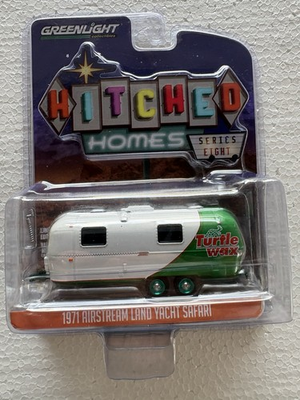 GREENLIGHT
HITCHED
HOMES
SERIES
EIGHT
Turtle
wax
1971 AIRSTREAM LAND YACHT SAFARI